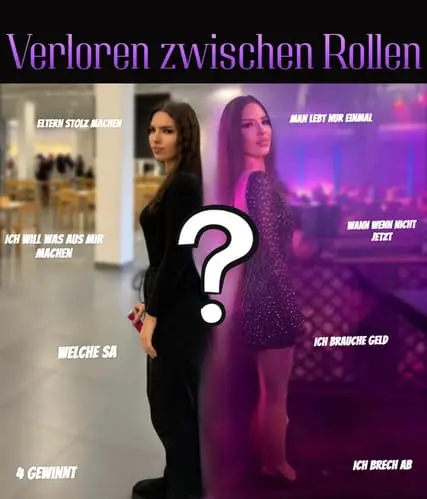 Verloren zwischen Rollen
ELTERN STOLZ MACHEN
MAN LEBT NUR EINMAL
ICH WILL WAS AUS MIR
MACHEN
WANN WENN NICHT
JETZT
?
WELCHE SA
ICH BRAUCHE GELD
4 GEWINNT
ICH BRECH AB